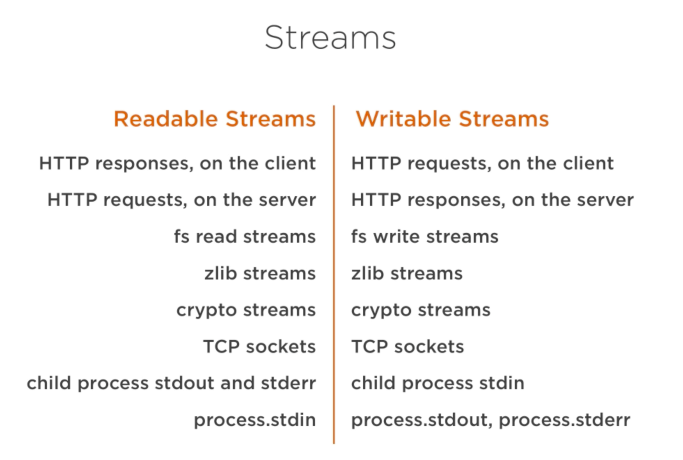 Streams
Readable Streams
HTTP responses, on the client
HTTP requests, on the server
fs read streams
zlib streams
crypto streams
TCP sockets
child process stdout and stderr
process.stdin
Writable Streams
HTTP requests, on the client
HTTP responses, on the server
fs write streams
zlib streams
crypto streams
TCP sockets
child process stdin
process.stdout, process.stderr